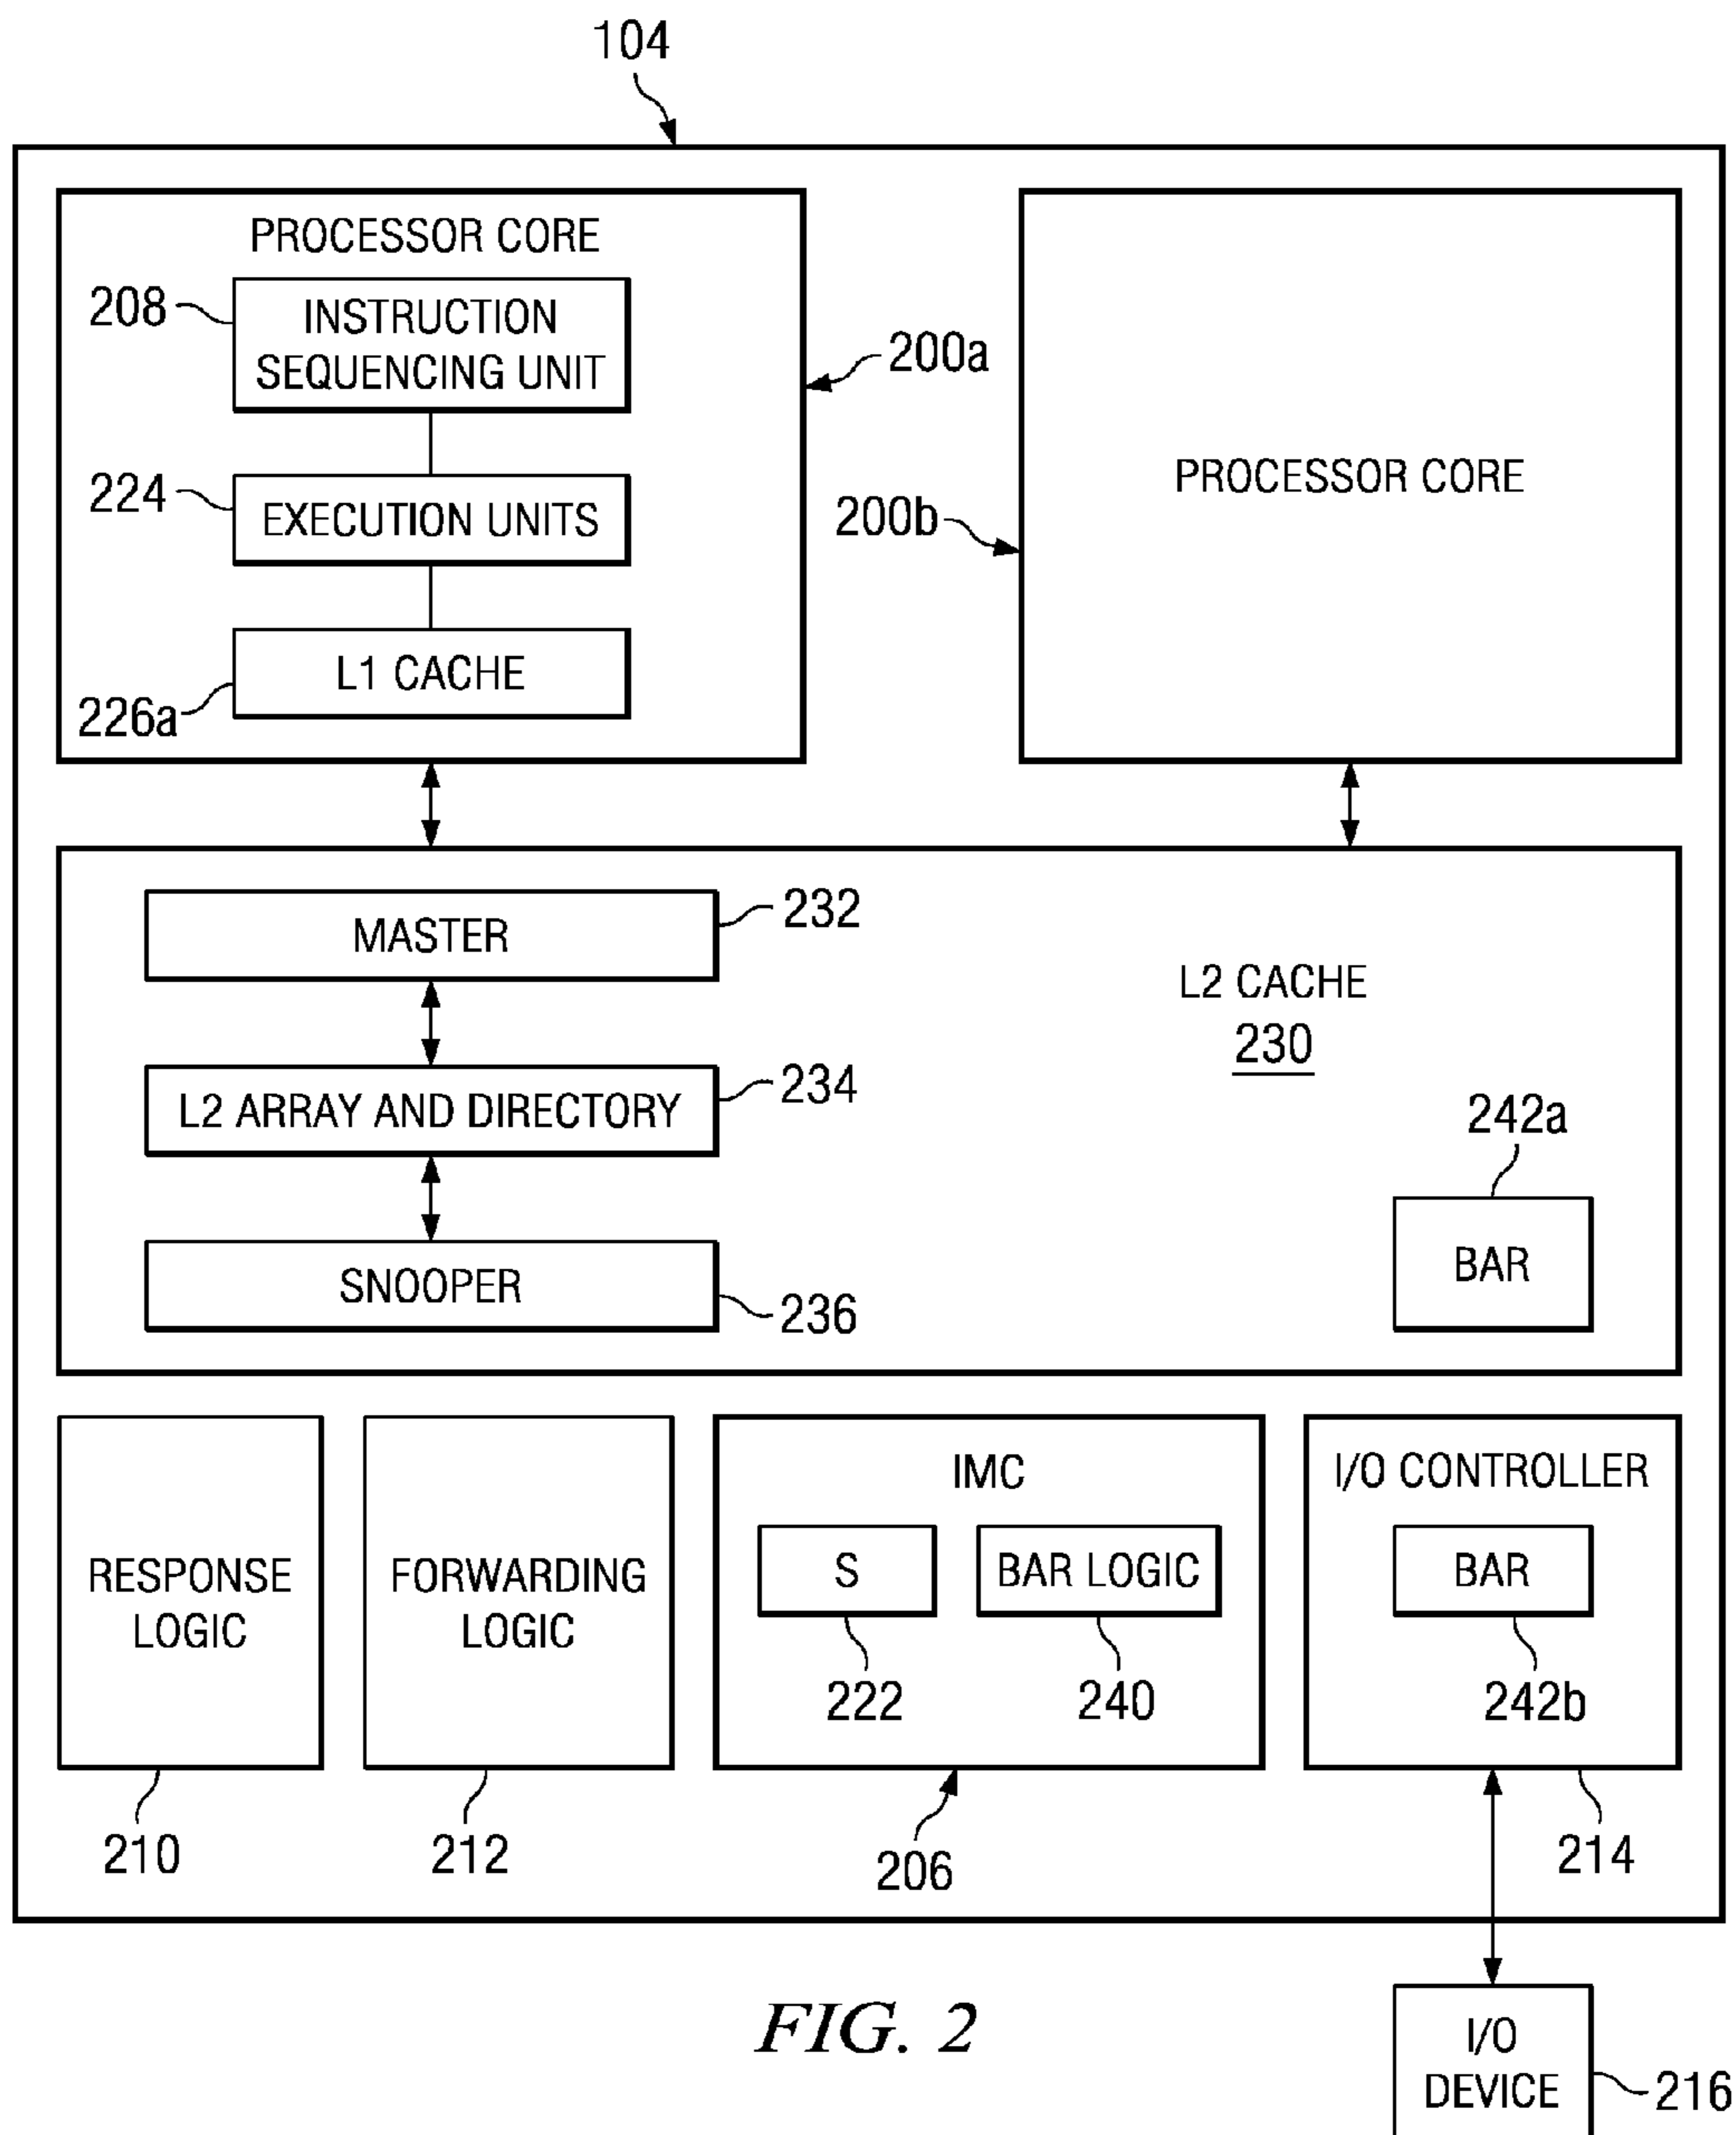 104
PROCESSOR CORE
208
INSTRUCTION
SEQUENCING UNIT
200a
224
EXECUTION UNITS
200b
PROCESSOR CORE
L1 CACHE
226a
MASTER
232
L2 CACHE
230
L2 ARRAY AND DIRECTORY
234
242a
SNOOPER
236
BAR
RESPONSE
LOGIC
FORWARDING
LOGIC
IMC
S
BAR LOGIC
222
240
I/O CONTROLLER
BAR
242b
210
212
206
214
FIG. 2
I/O
DEVICE
216